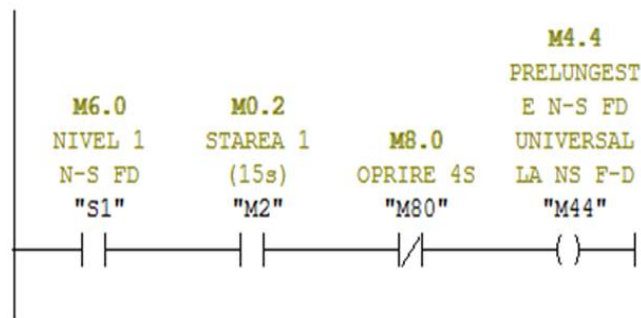 M4.4
PRELUNGEST
M6.0 M0.2 E N-S FD
NIVEL 1 STAREA 1 M8.0 UNIVERSAL
N-S FD (15s) OPRIRE 4S LA NS F-D
"S1" "M2" "M80" "M44"